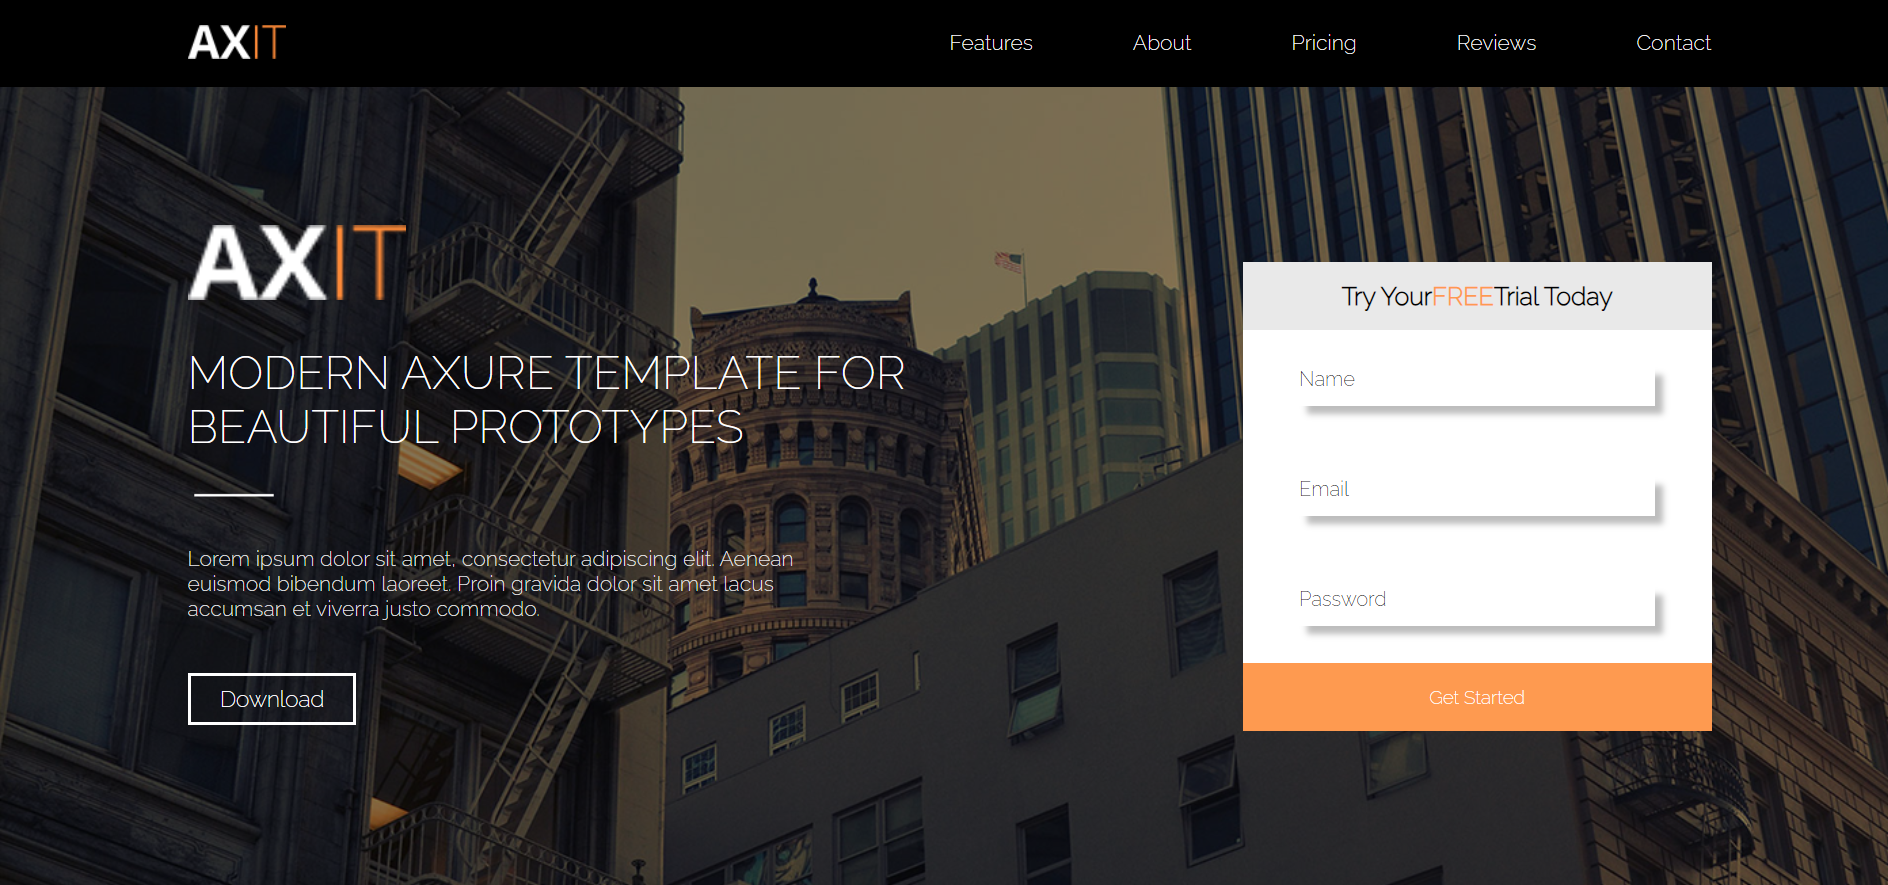 AXIT
Features
About
Pricing
Reviews
Contact
AXIT
MODERN AXURE TEMPLATE FOR
BEAUTIFUL PROTOTYPES
Lorem ipsum dolor sit amet, consectetur adipiscing elit. Aenean
euismod bibendum laoreet. Proin gravida dolor sit amet lacus
accumsan et viverra justo commodo.
Download
Try YourFREETrial Today
Name
Email
Password
Get Started